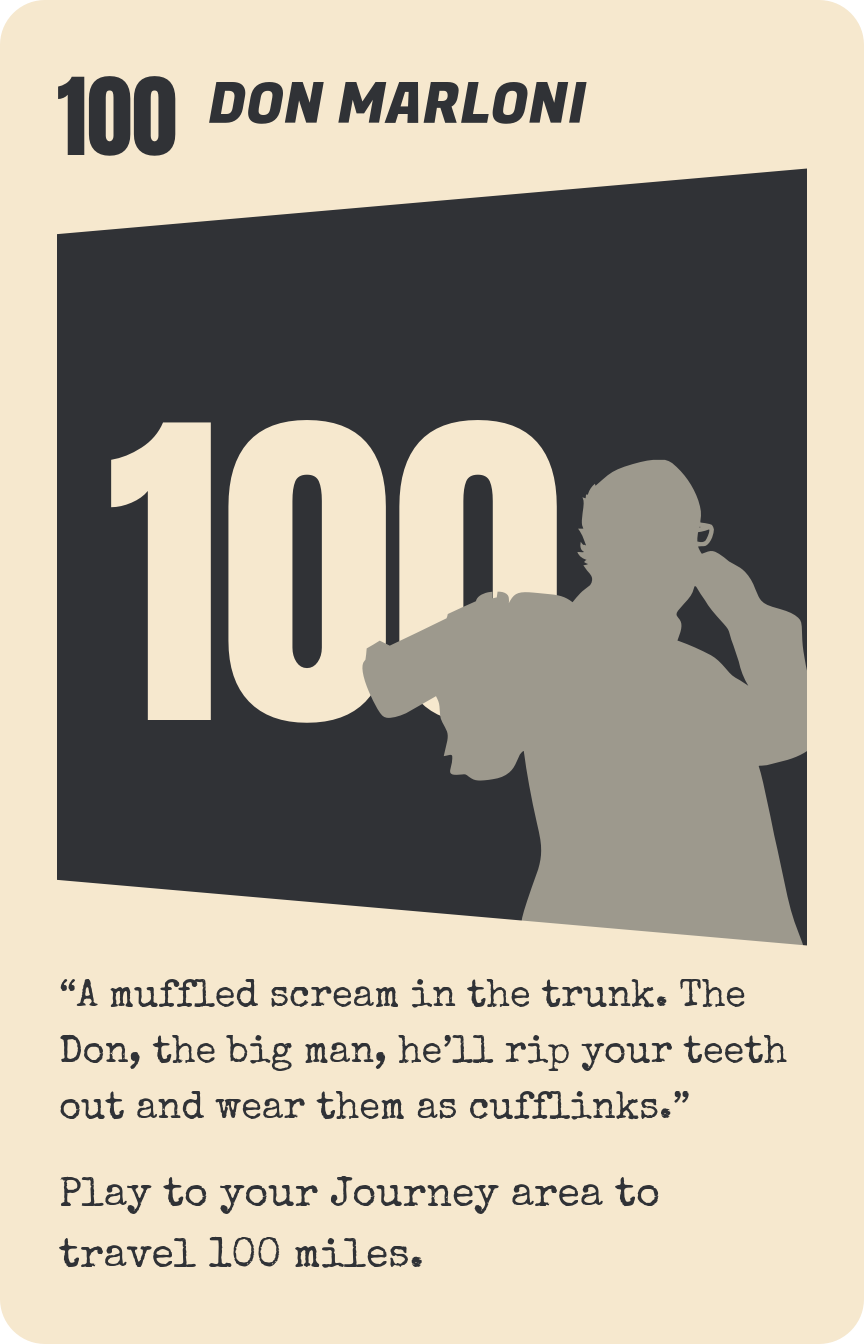 100 DON MARLONI
100
“A muffled scream in the trunk. The
Don, the big man, he’ll rip your teeth
out and wear them as cufflinks.”
Play to your Journey area to
travel 100 miles.